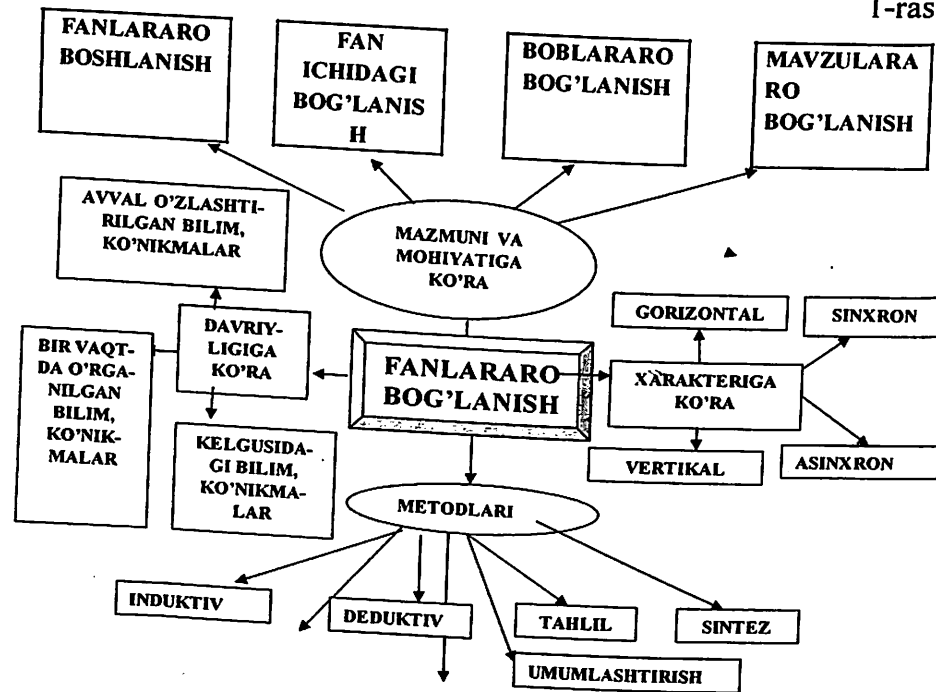 1-ras
FANLARARO
BOSHLANISH
FAN
ICHIDAGI
BOG'LANIS
H
BOBLARARO
BOG'LANISH
MAVZULARA
RO
BOG'LANISH
AVVAL O'ZLASHTI-
RILGAN BILIM,
KO'NIKMALAR
MAZMUNI VA
MOHIYATIGA
KO'RA
GORIZONTAL
SINXRON
BIR VAQT-
DA O'RGA-
NILGAN
BILIM,
KO'NIK-
MALAR
DAVRIY-
LIGIGA
KO'RA
FANLARARO
BOG'LANISH
XARAKTERIGA
KO'RA
KELGUSIDA-
GI BILIM,
KO'NIKMA-
LAR
VERTIKAL
ASINXRON
METODLARI
INDUKTIV
DEDUKTIV
TAHLIL
SINTEZ
UMUMLASHTIRISH